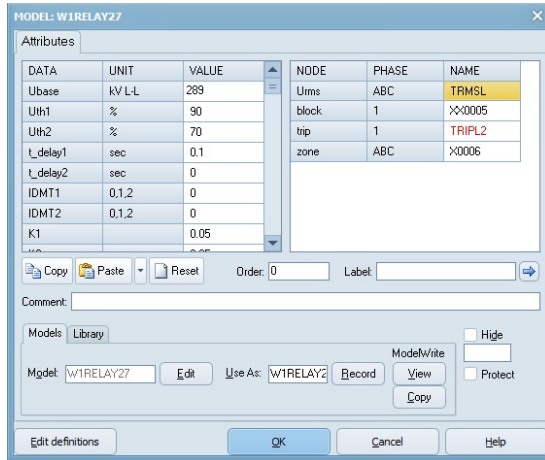 MODEL: W1RELAY27
Attributes
DATA UNIT VALUE
Ubase kV L-L 289
Uth1 % 90
Uth2 % 70
t_delay1 sec 0.1
t_delay2 sec 0
IDMT1 0,1,2 0
IDMT2 0,1,2 0
K1 0.05
NODE PHASE NAME
Urms ABC TRMSL
block 1 XX0005
trip 1 TRIPL2
zone ABC X0006
Copy Paste Reset Order: 0 Label:
Comment:
Models Library
Hide
ModelWrite
Model: W1RELAY27 Edit Use As: W1RELAY2 Record View Protect
Copy
Edit definitions OK Cancel Help